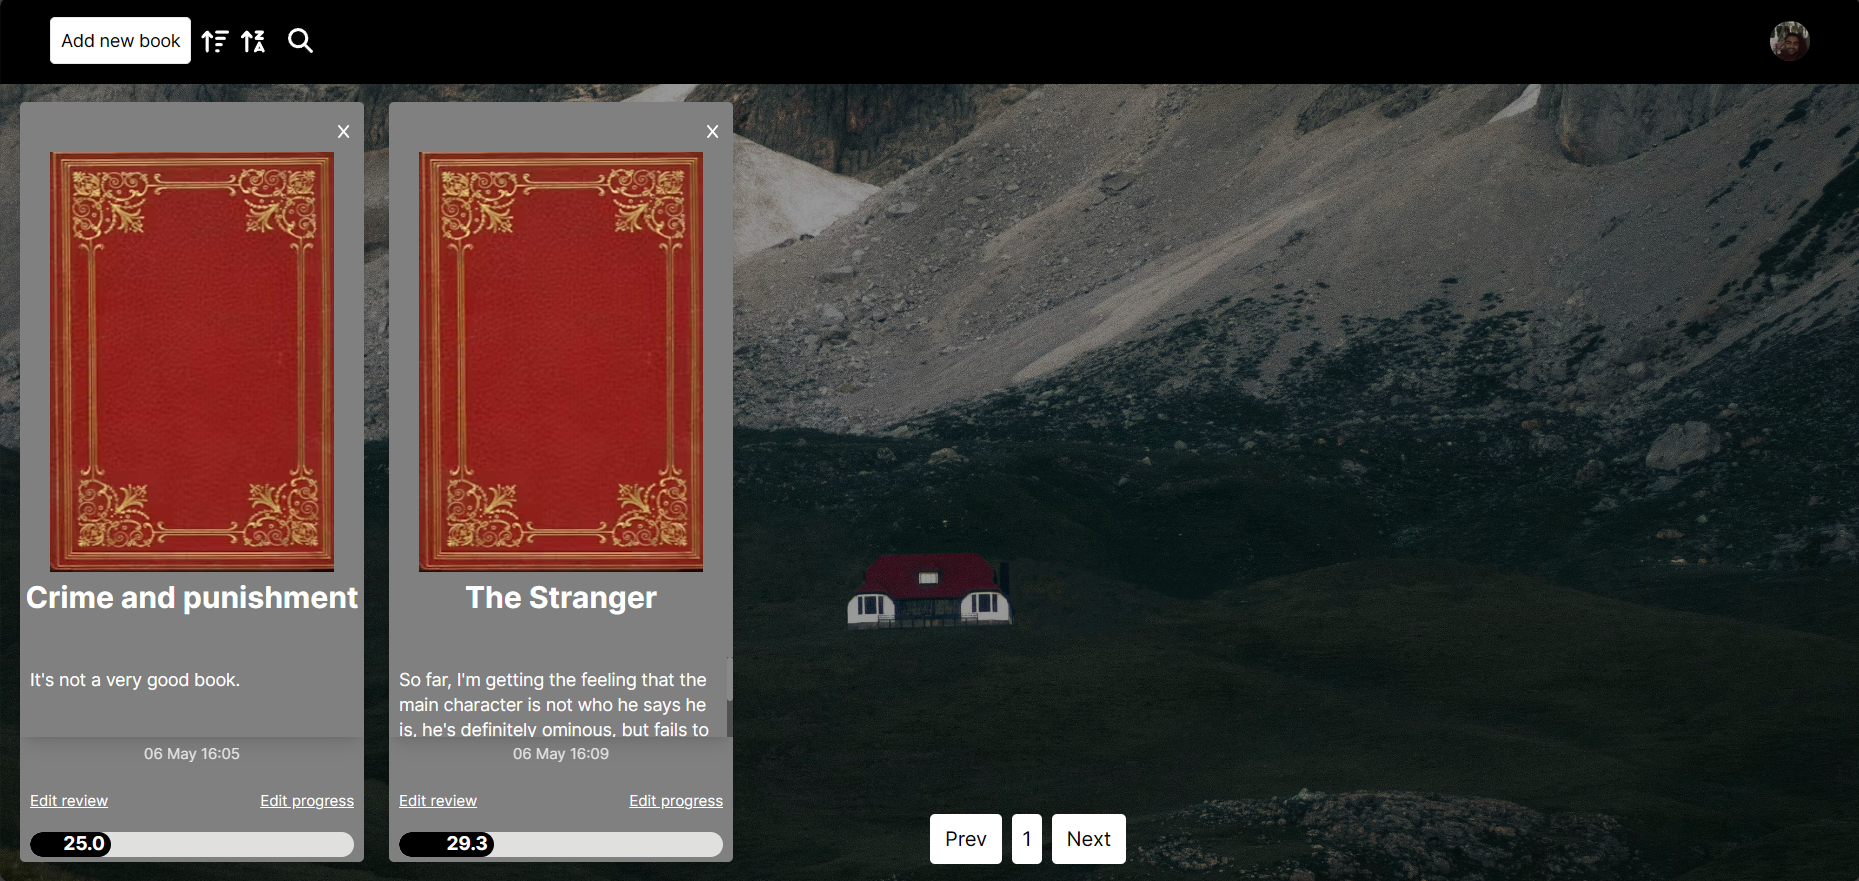 Add new book
X
X
Crime and punishment
It's not a very good book.
06 May 16:05
Edit review
Edit progress
25.0
The Stranger
So far, I'm getting the feeling that the
main character is not who he says he
is, he's definitely ominous, but fails to
06 May 16:09
Edit review
Edit progress
29.3
Prev
1
Next